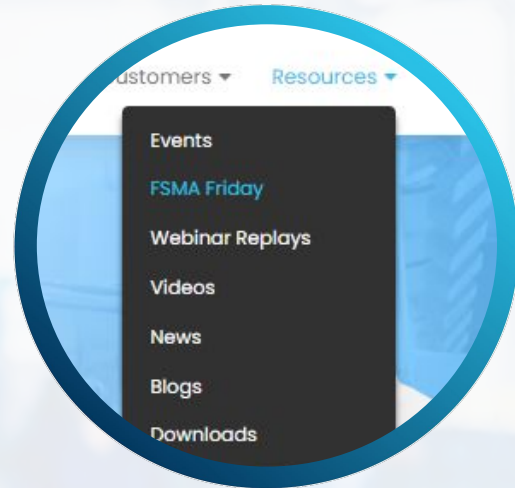 ustomers Resources
Events
FSMA Friday
Webinar Replays
Videos
News
Blogs
Downloads